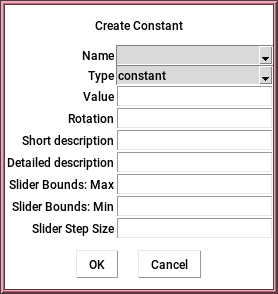 Create Constant
Name
Type constant
Value
Rotation
Short description
Detailed description
Slider Bounds: Max
Slider Bounds: Min
Slider Step Size
OK Cancel